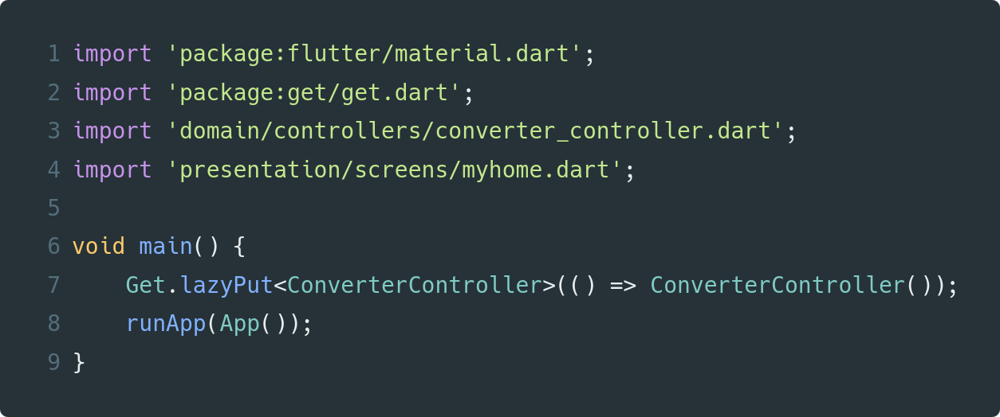 1 import 'package:flutter/material.dart';
2 import 'package:get/get.dart';
3 import 'domain/controllers/converter_controller.dart';
4 import 'presentation/screens/myhome.dart';
5
6 void main() {
7     Get.lazyPut<ConverterController>(() => ConverterController());
8     runApp(App());
9 }